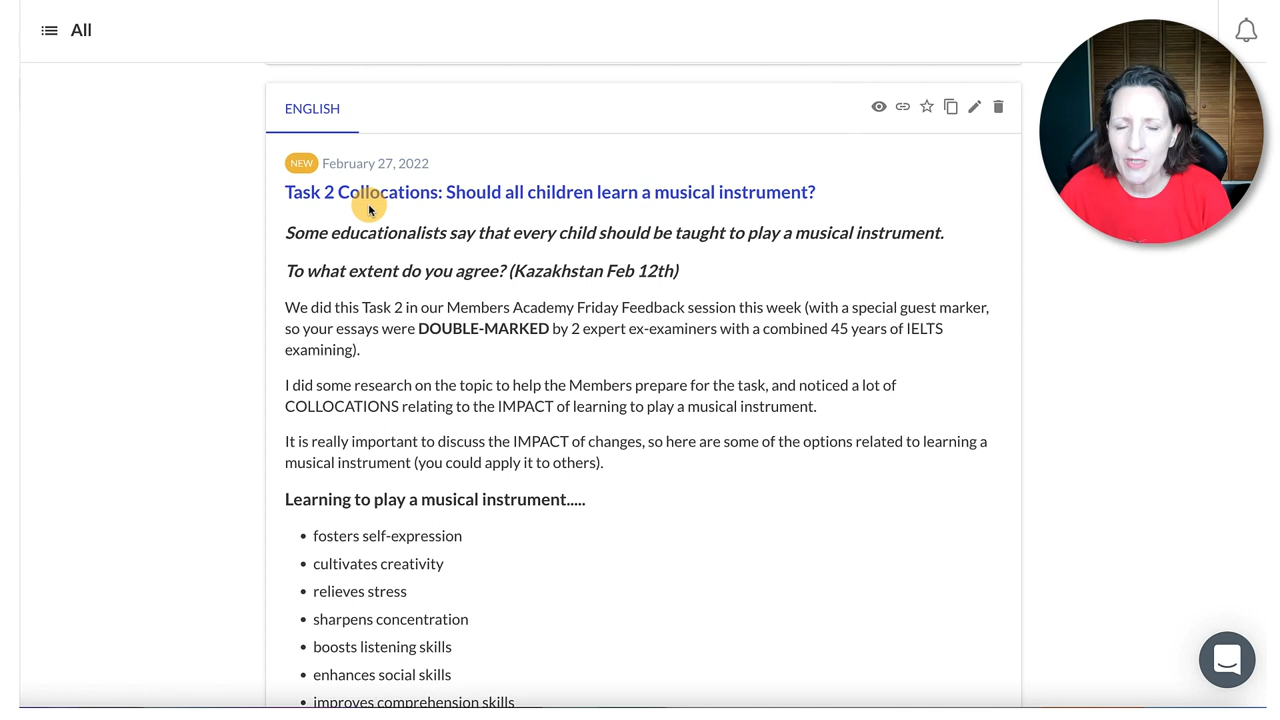 All
ENGLISH
NEW February 27, 2022
Task 2 Collocations: Should all children learn a musical instrument?
Some educationalists say that every child should be taught to play a musical instrument.
To what extent do you agree? (Kazakhstan Feb 12th)
We did this Task 2 in our Members Academy Friday Feedback session this week (with a special guest marker,
so your essays were DOUBLE-MARKED by 2 expert ex-examiners with a combined 45 years of IELTS
examining).
I did some research on the topic to help the Members prepare for the task, and noticed a lot of
COLLOCATIONS relating to the IMPACT of learning to play a musical instrument.
It is really important to discuss the IMPACT of changes, so here are some of the options related to learning a
musical instrument (you could apply it to others).
Learning to play a musical instrument.....
• fosters self-expression
• cultivates creativity
• relieves stress
• sharpens concentration
• boosts listening skills
• enhances social skills
• improves comprehension skills